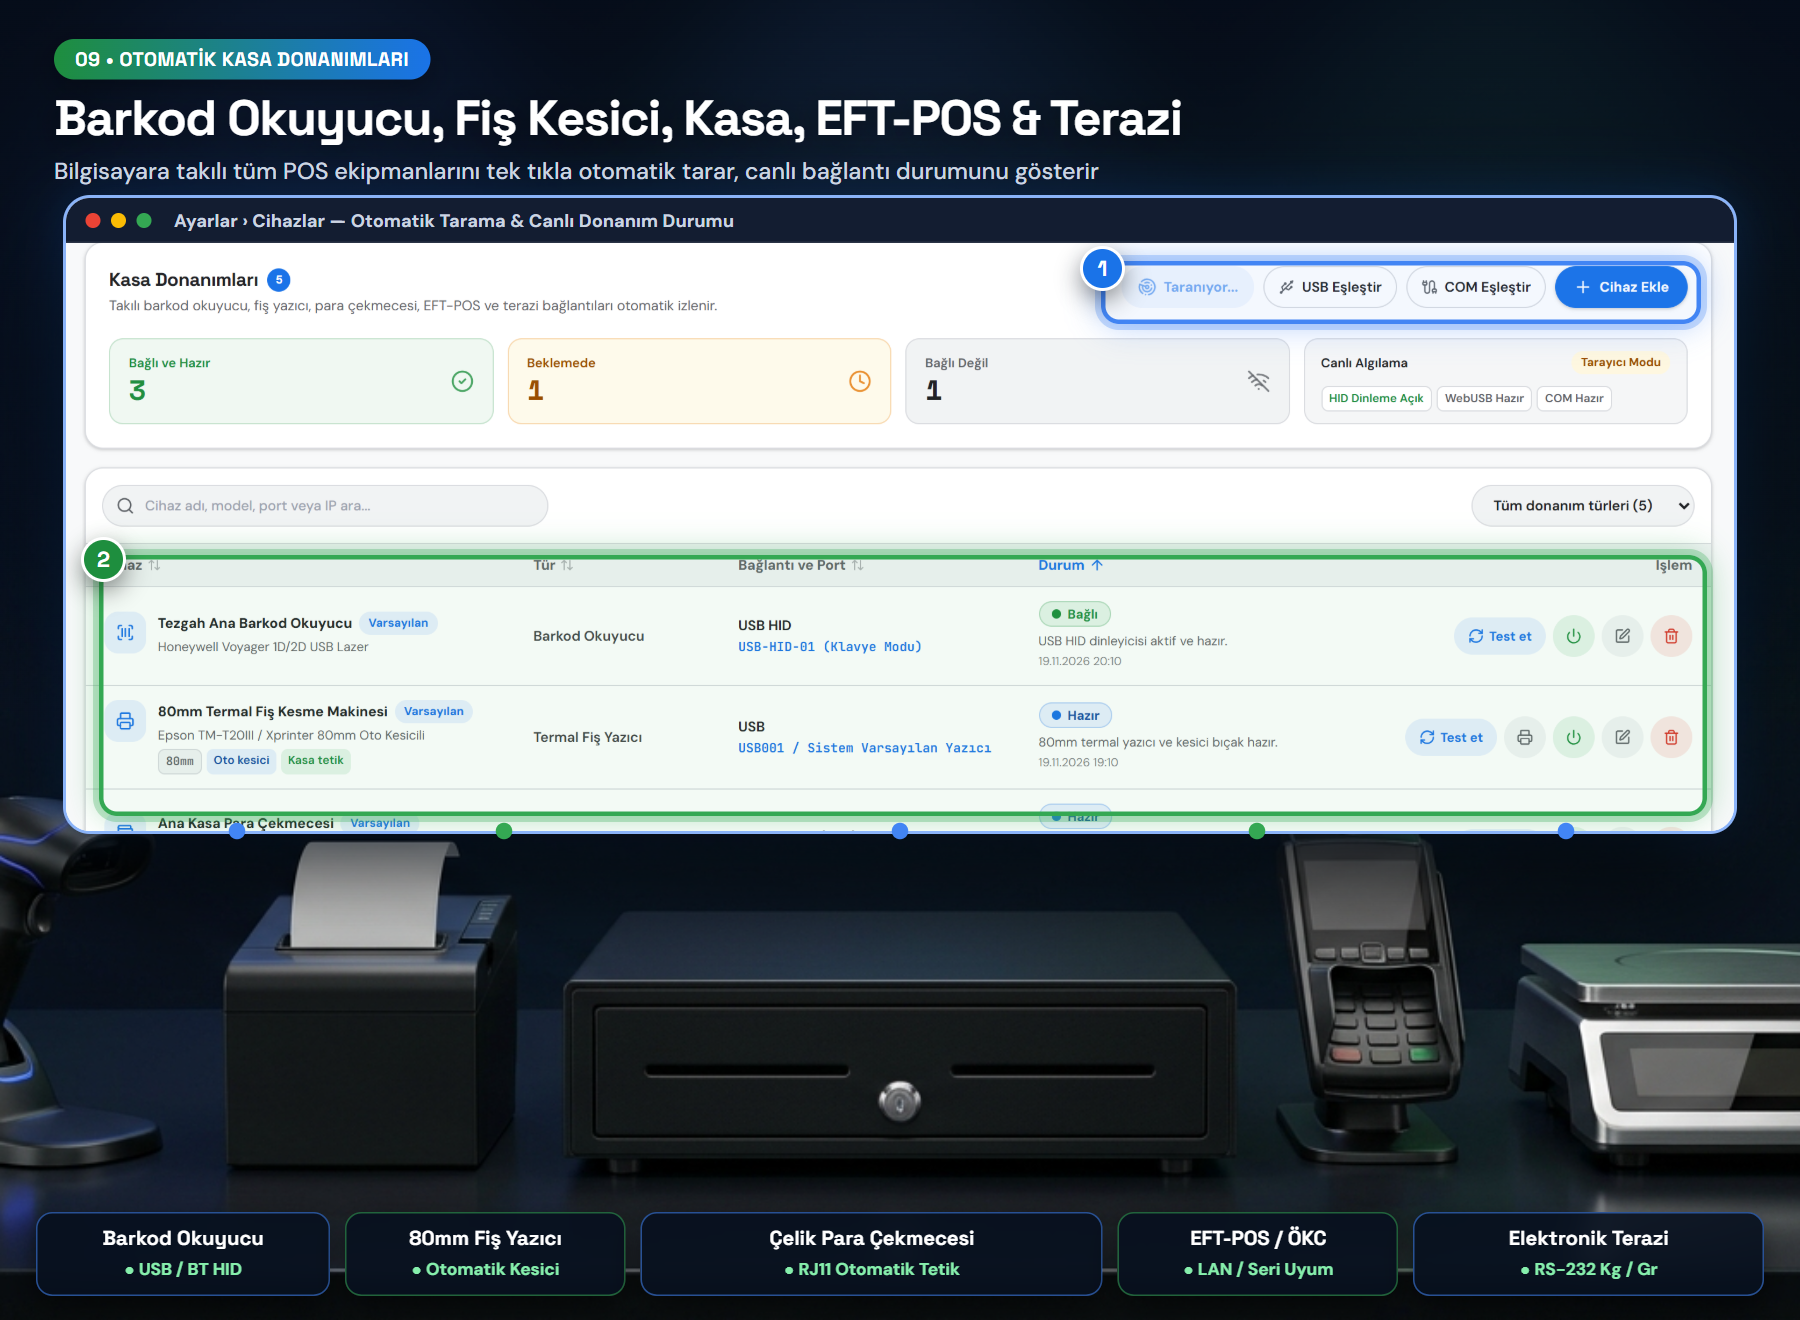 09 • OTOMATİK KASA DONANIMLARI
Barkod Okuyucu, Fiş Kesici, Kasa, EFT-POS & Terazi
Bilgisayara takılı tüm POS ekipmanlarını tek tıkla otomatik tarar, canlı bağlantı durumunu gösterir
Ayarlar › Cihazlar — Otomatik Tarama & Canlı Donanım Durumu
Kasa Donanımları 5
Takılı barkod okuyucu, fiş yazıcı, para çekmecesi, EFT-POS ve terazi bağlantıları otomatik izlenir.
1
Taranıyor...
USB Eşleştir
COM Eşleştir
Cihaz Ekle
Bağlı ve Hazır
3
Beklemede
1
Bağlı Değil
1
Canlı Algılama
Tarayıcı Modu
HID Dinleme Açık
WebUSB Hazır
COM Hazır
Cihaz adı, model, port veya IP ara...
Tüm donanım türleri (5)
2
Tür
Bağlantı ve Port
Durum
İşlem
Tezgah Ana Barkod Okuyucu Varsayılan
Honeywell Voyager 1D/2D USB Lazer
Barkod Okuyucu
USB HID
USB-HID-01 (Klavye Modu)
Bağlı
USB HID dinleyicisi aktif ve hazır.
19.11.2026 20:10
Test et
80mm Termal Fiş Kesme Makinesi Varsayılan
Epson TM-T20III / Xprinter 80mm Oto Kesicili
80mm
Oto kesici
Kasa tetik
Termal Fiş Yazıcı
USB
USB001 / Sistem Varsayılan Yazıcı
Hazır
80mm termal yazıcı ve kesici bıçak hazır.
19.11.2026 19:10
Test et
Ana Kasa Para Çekmecesi Varsayılan
Hazır
Barkod Okuyucu
• USB / BT HID
80mm Fiş Yazıcı
• Otomatik Kesici
Çelik Para Çekmecesi
• RJ11 Otomatik Tetik
EFT-POS / ÖKC
• LAN / Seri Uyum
Elektronik Terazi
• RS-232 Kg / Gr